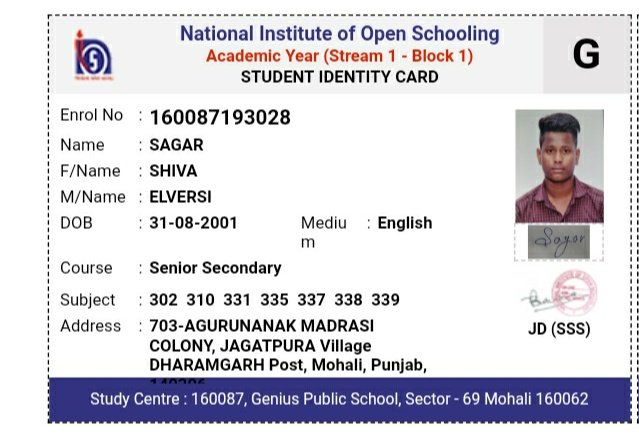 National Institute of Open Schooling
Academic Year (Stream 1 - Block 1)
STUDENT IDENTITY CARD
G
Enrol No : 160087193028
Name : SAGAR
F/Name : SHIVA
M/Name : ELVERSI
DOB : 31-08-2001 Mediu : English
m
Course : Senior Secondary
Subject : 302 310 331 335 337 338 339
Address : 703-AGURUNANAK MADRASI
COLONY, JAGATPURA Village
DHARAMGARH Post, Mohali, Punjab,
Sagar
JD (SSS)
Study Centre : 160087, Genius Public School, Sector - 69 Mohali 160062